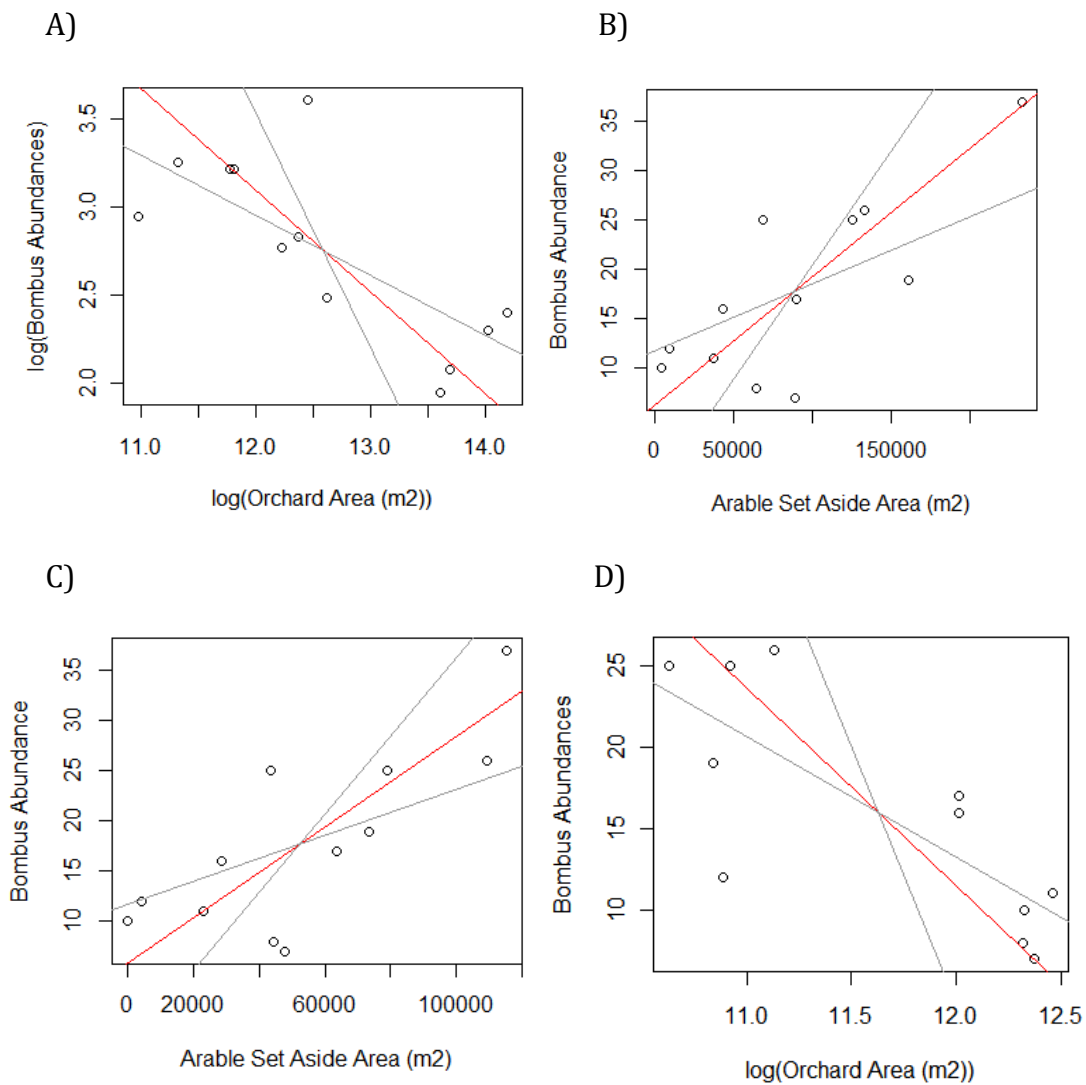 A)
B)
log(Bombus Abundances)
3.5
3.0
2.5
2.0
11.0 12.0 13.0 14.0
log(Orchard Area (m2))
Bombus Abundance
35
30
25
20
15
10
0 50000 150000
Arable Set Aside Area (m2)
C)
D)
Bombus Abundance
35
30
25
20
15
10
0 20000 60000 100000
Arable Set Aside Area (m2)
Bombus Abundances
25
20
15
10
11.0 11.5 12.0 12.5
log(Orchard Area (m2))